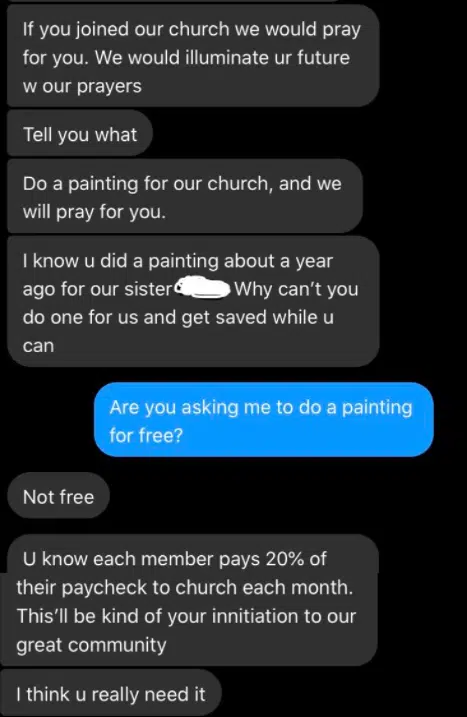 If you joined our church we would pray
for you. We would illuminate ur future
w our prayers
Tell you what
Do a painting for our church, and we
will pray for you.
I know u did a painting about a year
ago for our sister Why can't you
do one for us and get saved while u
can
Are you asking me to do a painting
for free?
Not free
U know each member pays 20% of
their paycheck to church each month.
This'll be kind of your innitiation to our
great community
I think u really need it